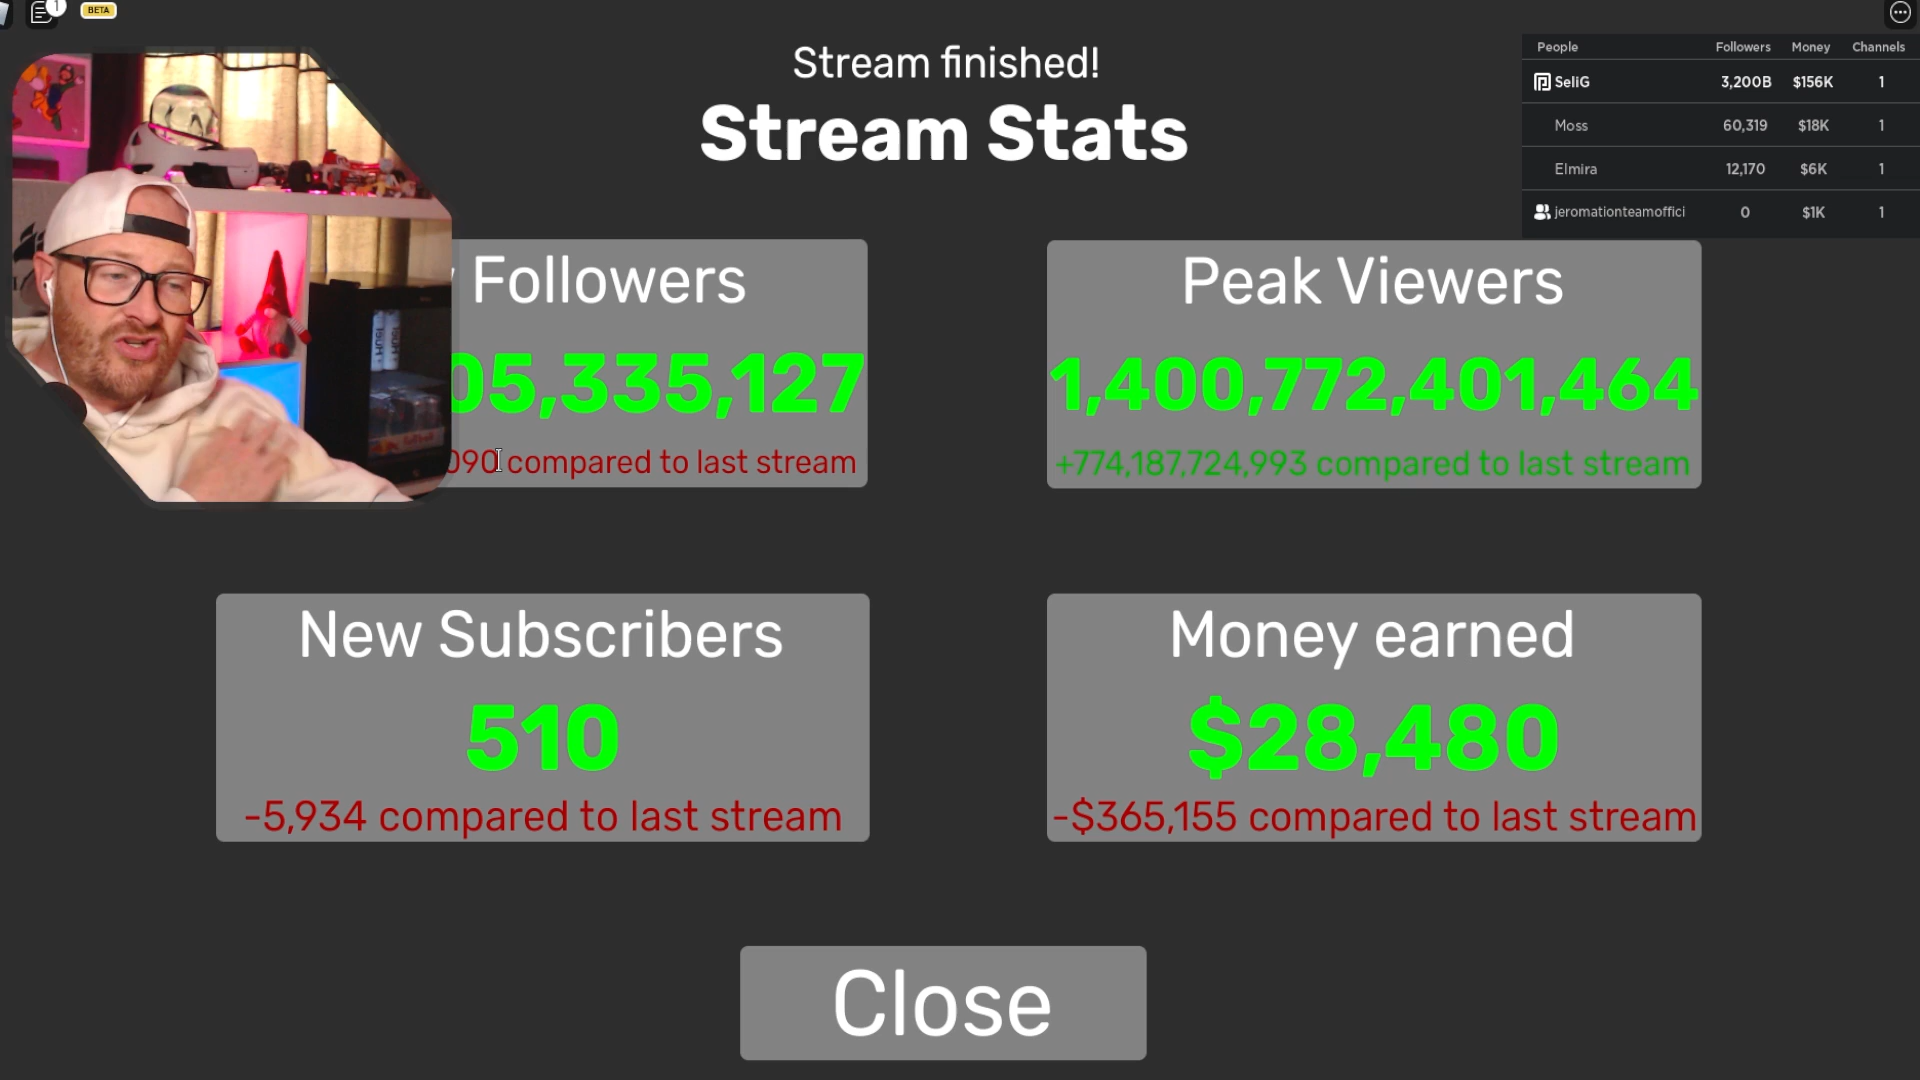 1
BETA
Stream finished!
Stream Stats
People Followers Money Channels
SeliG 3,200B $156K 1
Moss 60,319 $18K 1
Elmira 12,170 $6K 1
jeromationteamoffici 0 $1K 1
Followers
05,335,127
090 compared to last stream
Peak Viewers
1,400,772,401,464
+774,187,724,993 compared to last stream
New Subscribers
510
-5,934 compared to last stream
Money earned
$28,480
-$365,155 compared to last stream
Close